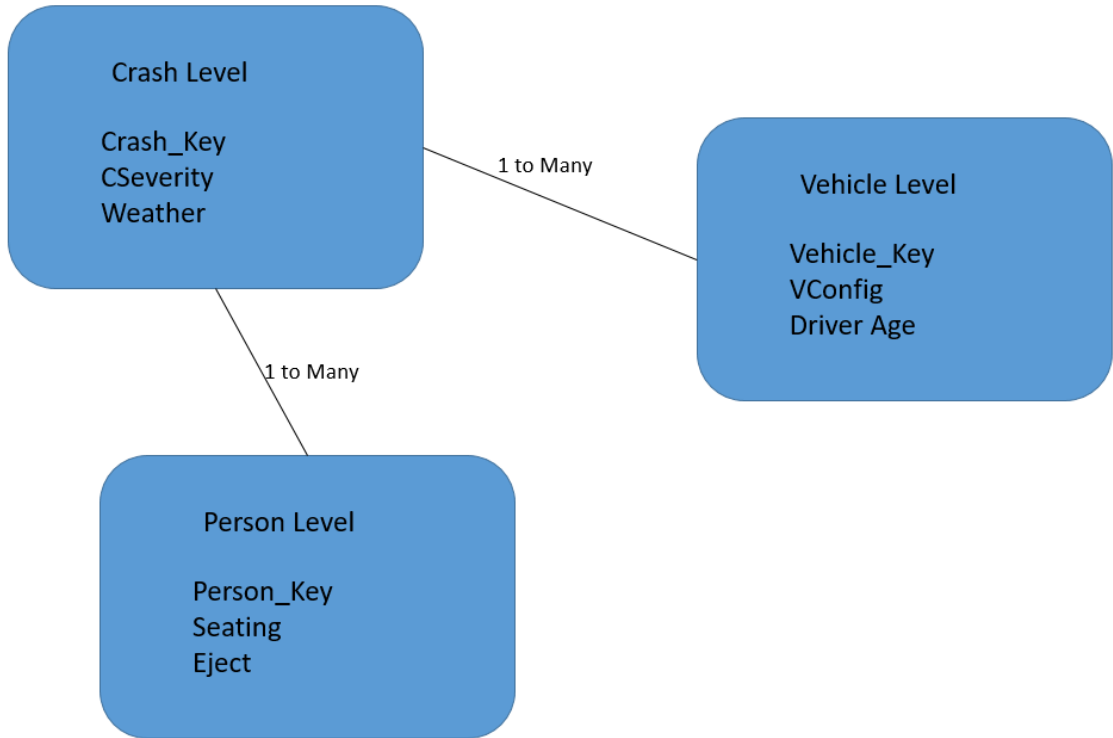 Crash Level
Crash_Key
CSeverity
Weather
1 to Many
Vehicle Level
Vehicle_Key
VConfig
Driver Age
1 to Many
Person Level
Person_Key
Seating
Eject